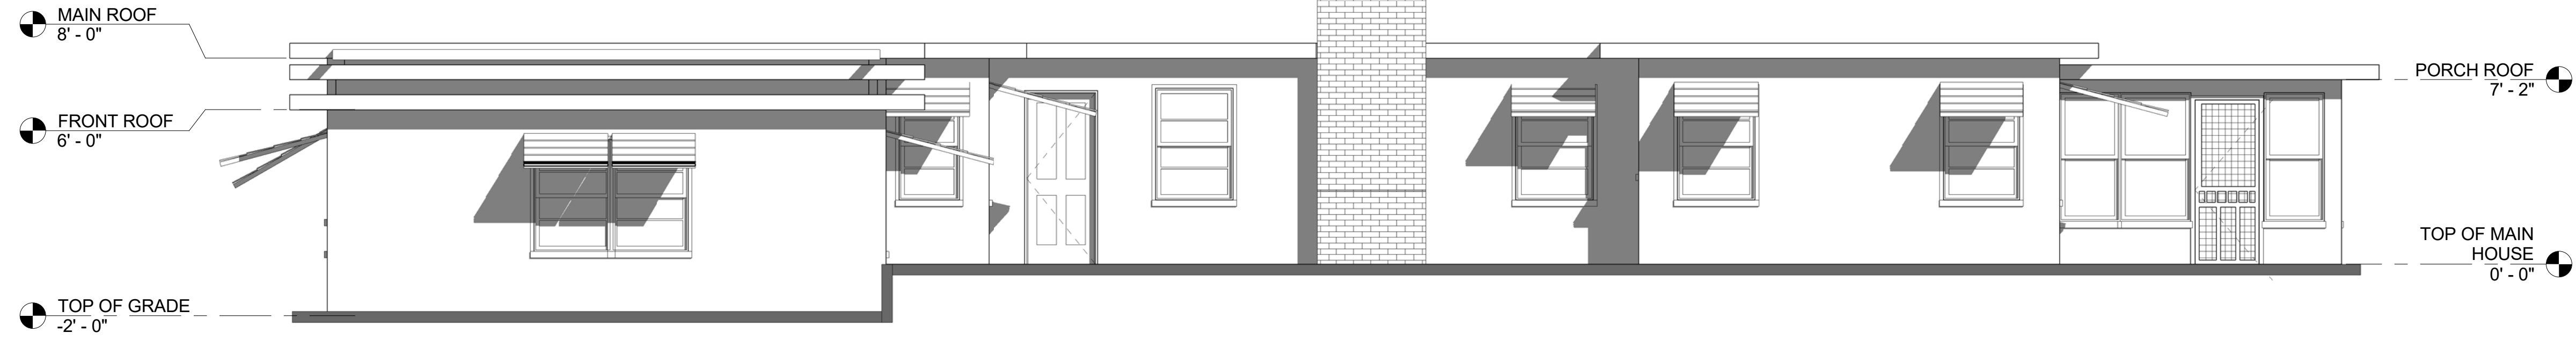 MAIN ROOF
8' - 0"
FRONT ROOF
6' - 0"
TOP OF GRADE
-2' - 0"
PORCH ROOF
7' - 2"
TOP OF MAIN
HOUSE
0' - 0"